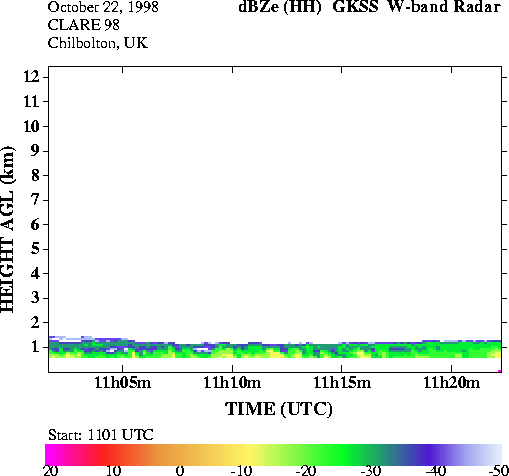 October 22, 1998 dBZe (HH) GKSS W-band Radar
CLARE 98
Chilbolton, UK
12
11
10
9
8
7
6
5
4
3
2
1
HEIGHT AGL (km)
11h05m 11h10m 11h15m 11h20m
TIME (UTC)
Start: 1101 UTC
20 10 0 -10 -20 -30 -40 -50